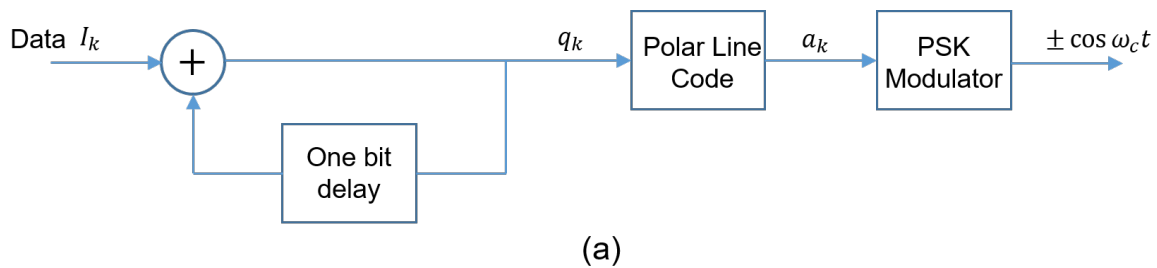 Data I_k
+
q_k
Polar Line
Code
a_k
PSK
Modulator
± cos ω_c t
One bit
delay
(a)